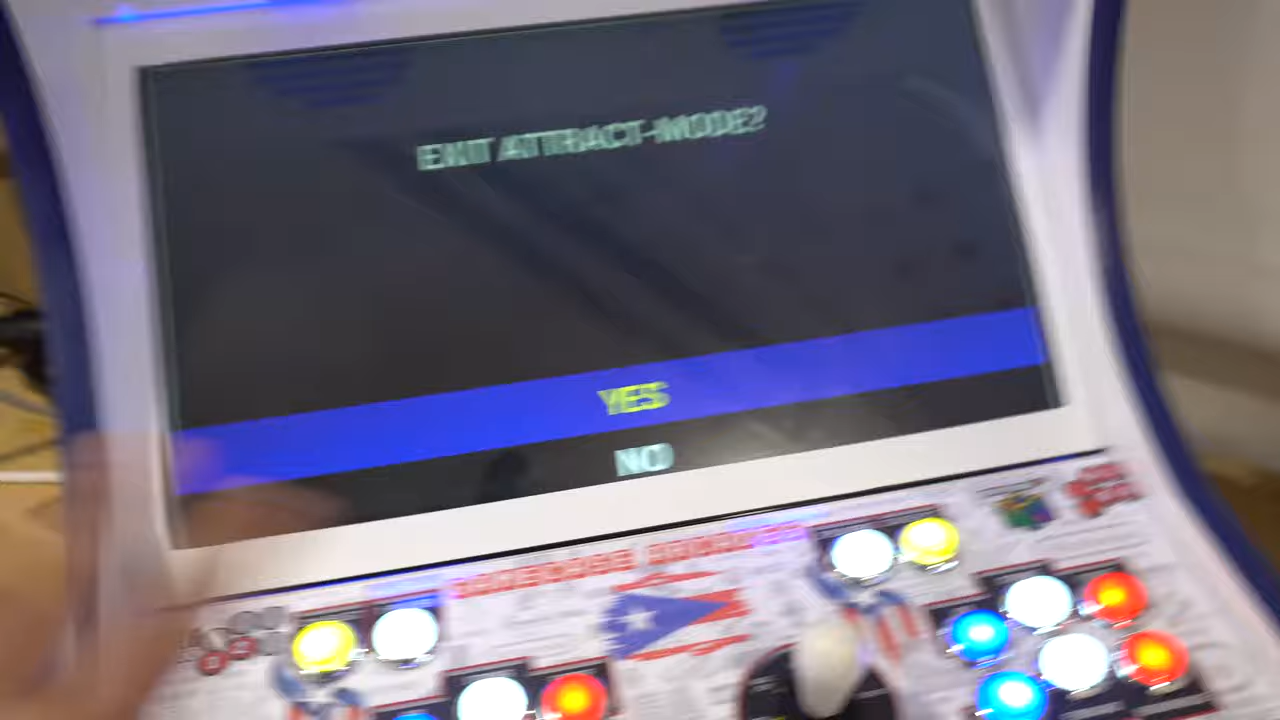 EXIT ATTRACT-MODE?
YES
NO